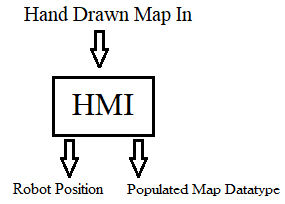 Hand Drawn Map In
HMI
Robot Position
Populated Map Datatype